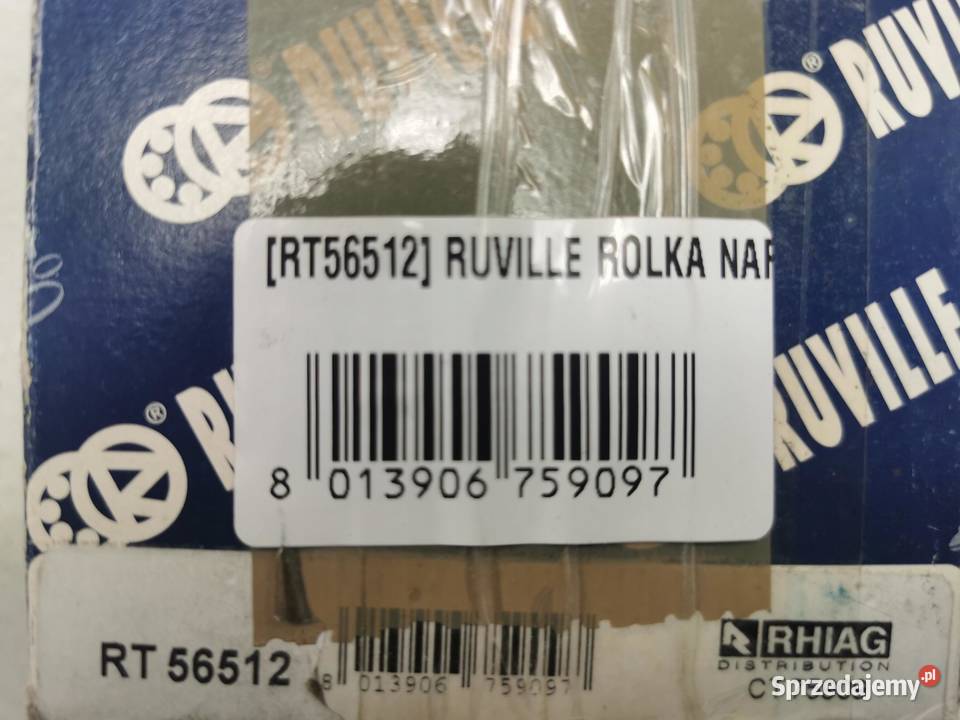 RUVILLE
® RUVILLE
[RT56512] RUVILLE ROLKA NAP
® RUVILLE
RUVILLE
8 013906 759097
RT 56512
8 013906 759097
RHIAG
DISTRIBUTION
Sprzedajemy.pl